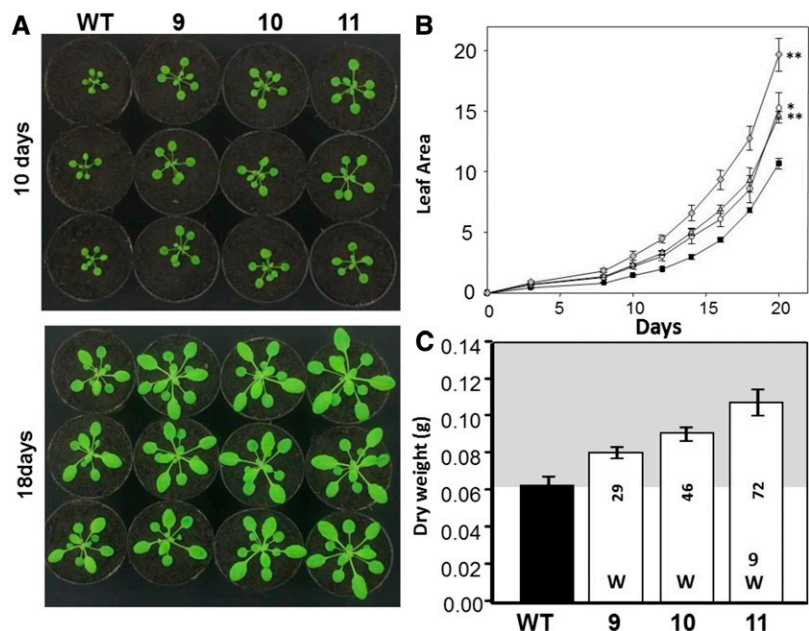 A
WT 9 10 11
10 days
18days
B
Leaf Area
20
15
10
5
0
**
*
**
0 5 10 15 20
Days
C
Dry weight (g)
0.14
0.12
0.10
0.08
0.06
0.04
0.02
0.00
29
46
72
9
W
W
W
WT 9 10 11